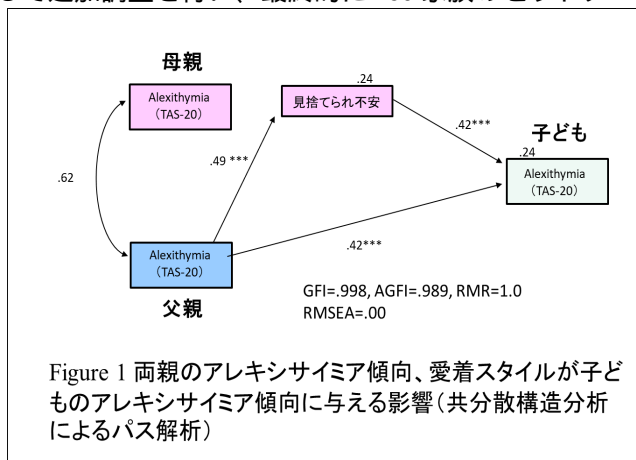 母親
Alexithymia
(TAS-20)
.24
見捨てられ不安
.42***
子ども
.24
Alexithymia
(TAS-20)
.62
.49 ***
.42***
Alexithymia
(TAS-20)
父親
GFI=.998, AGFI=.989, RMR=1.0
RMSEA=.00
Figure 1 両親のアレキシサイミア傾向、愛着スタイルが子ど
ものアレキシサイミア傾向に与える影響(共分散構造分析
によるパス解析)